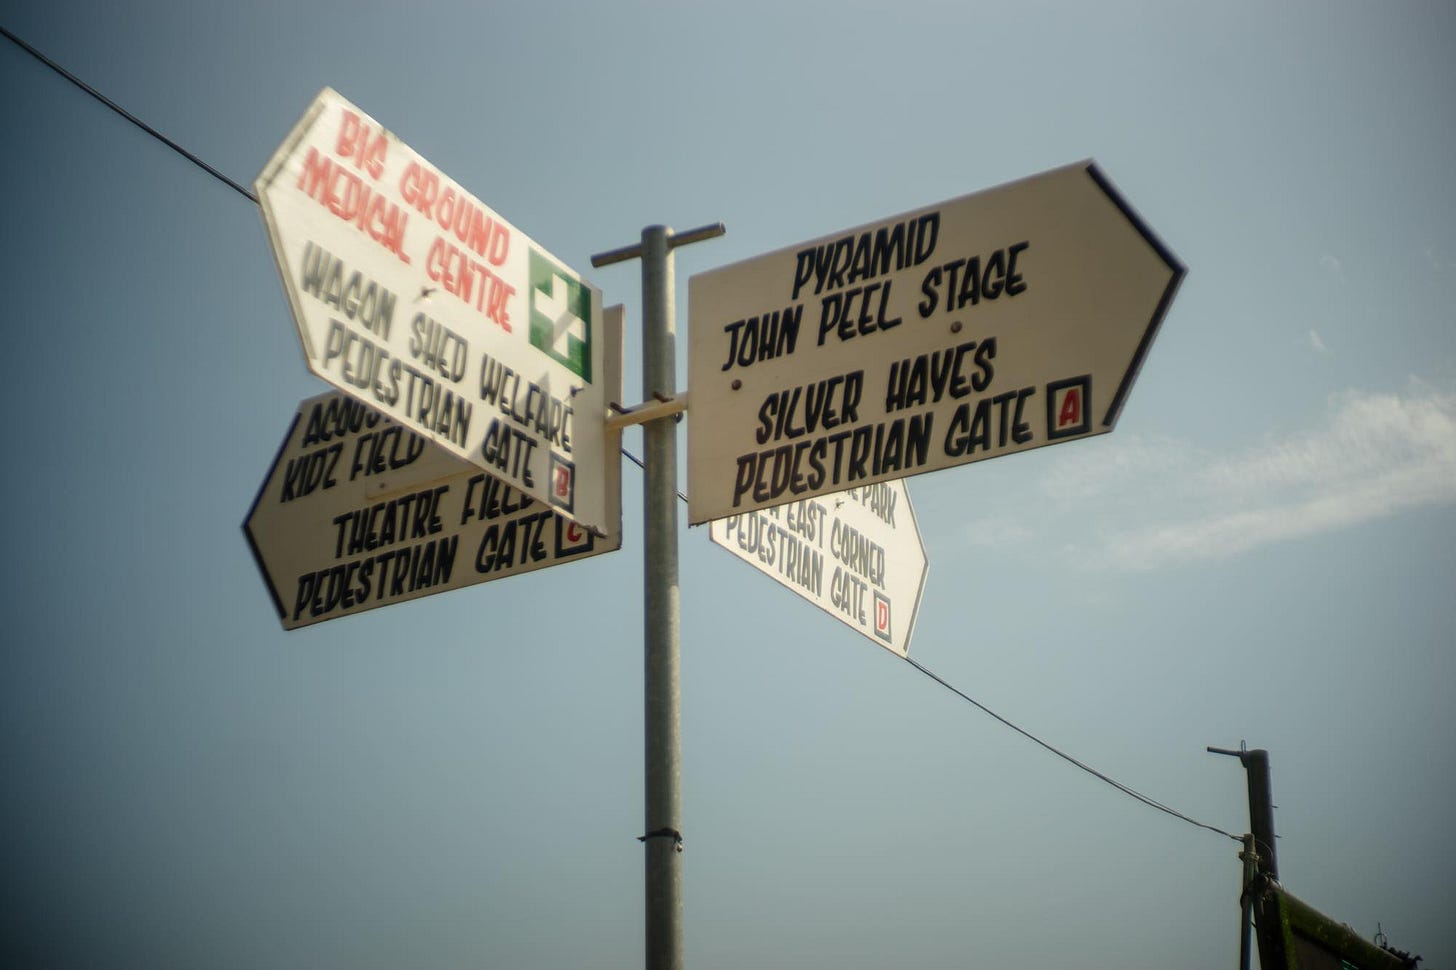 BIG GROUND
MEDICAL CENTRE
WAGON SHED WELFARE
PEDESTRIAN GATE B
PYRAMID
JOHN PEEL STAGE
SILVER HAYES
PEDESTRIAN GATE A
KIDZ FIELD
THEATRE FIELD
PEDESTRIAN GATE C
PARK
EAST CORNER
PEDESTRIAN GATE D